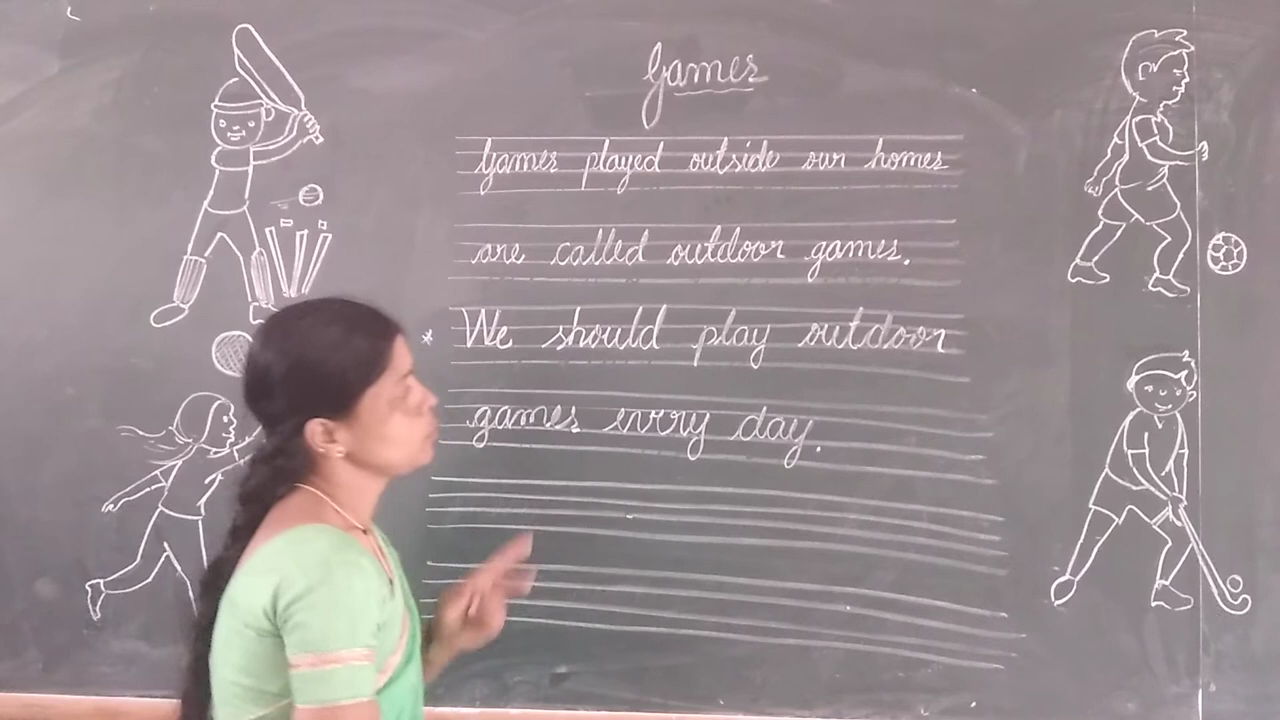 Games
Games played outside our homes
are called outdoor games.
* We should play outdoor
games every day.